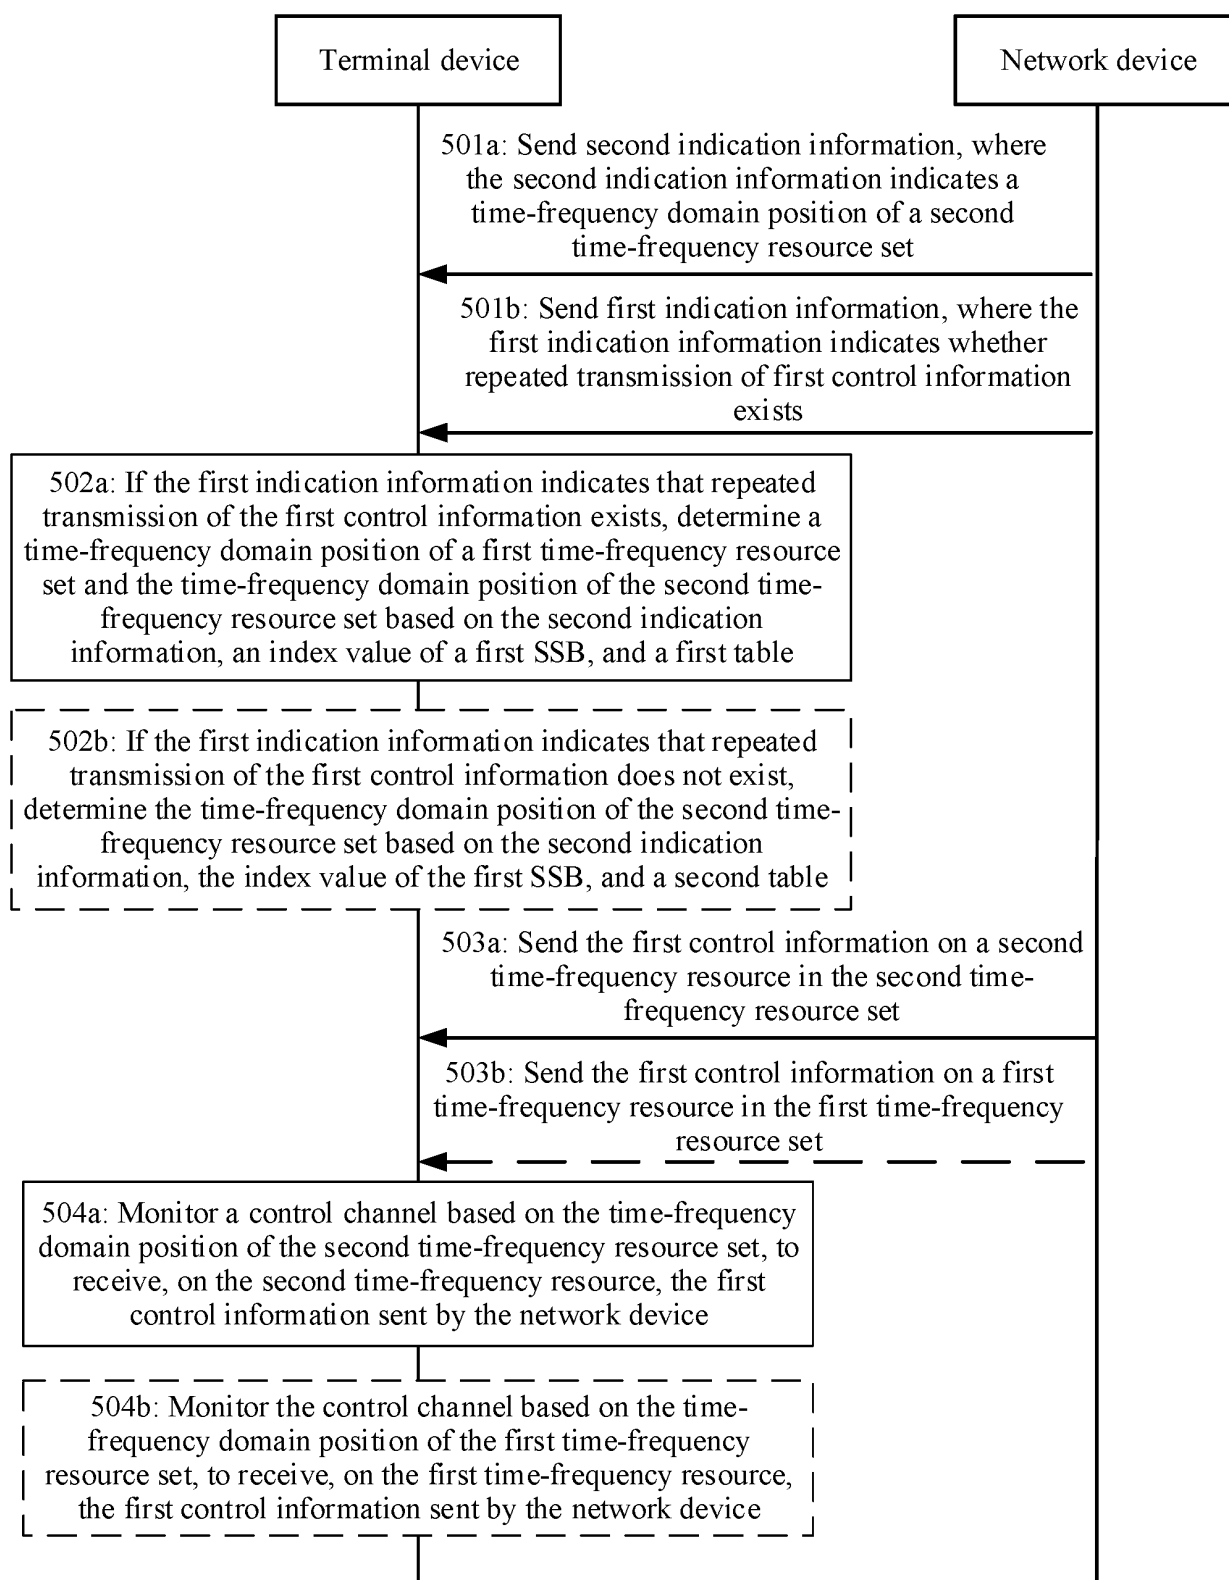 Terminal device
Network device
501a: Send second indication information, where
the second indication information indicates a
time-frequency domain position of a second
time-frequency resource set
501b: Send first indication information, where the
first indication information indicates whether
repeated transmission of first control information
exists
502a: If the first indication information indicates that repeated
transmission of the first control information exists, determine a
time-frequency domain position of a first time-frequency resource
set and the time-frequency domain position of the second time-
frequency resource set based on the second indication
information, an index value of a first SSB, and a first table
502b: If the first indication information indicates that repeated
transmission of the first control information does not exist,
determine the time-frequency domain position of the second time-
frequency resource set based on the second indication
information, the index value of the first SSB, and a second table
503a: Send the first control information on a second
time-frequency resource in the second time-
frequency resource set
503b: Send the first control information on a first
time-frequency resource in the first time-frequency
resource set
504a: Monitor a control channel based on the time-frequency
domain position of the second time-frequency resource set, to
receive, on the second time-frequency resource, the first
control information sent by the network device
504b: Monitor the control channel based on the time-
frequency domain position of the first time-frequency
resource set, to receive, on the first time-frequency resource,
the first control information sent by the network device